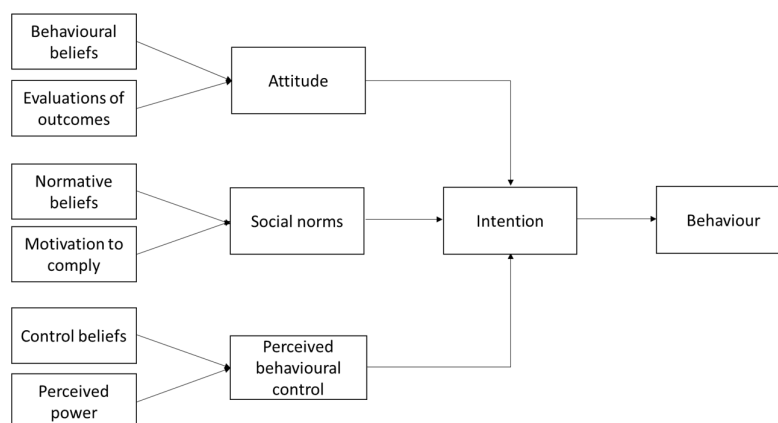 Behavioural
beliefs
Evaluations of
outcomes
Attitude
Normative
beliefs
Motivation to
comply
Social norms
Intention
Behaviour
Control beliefs
Perceived
power
Perceived
behavioural
control